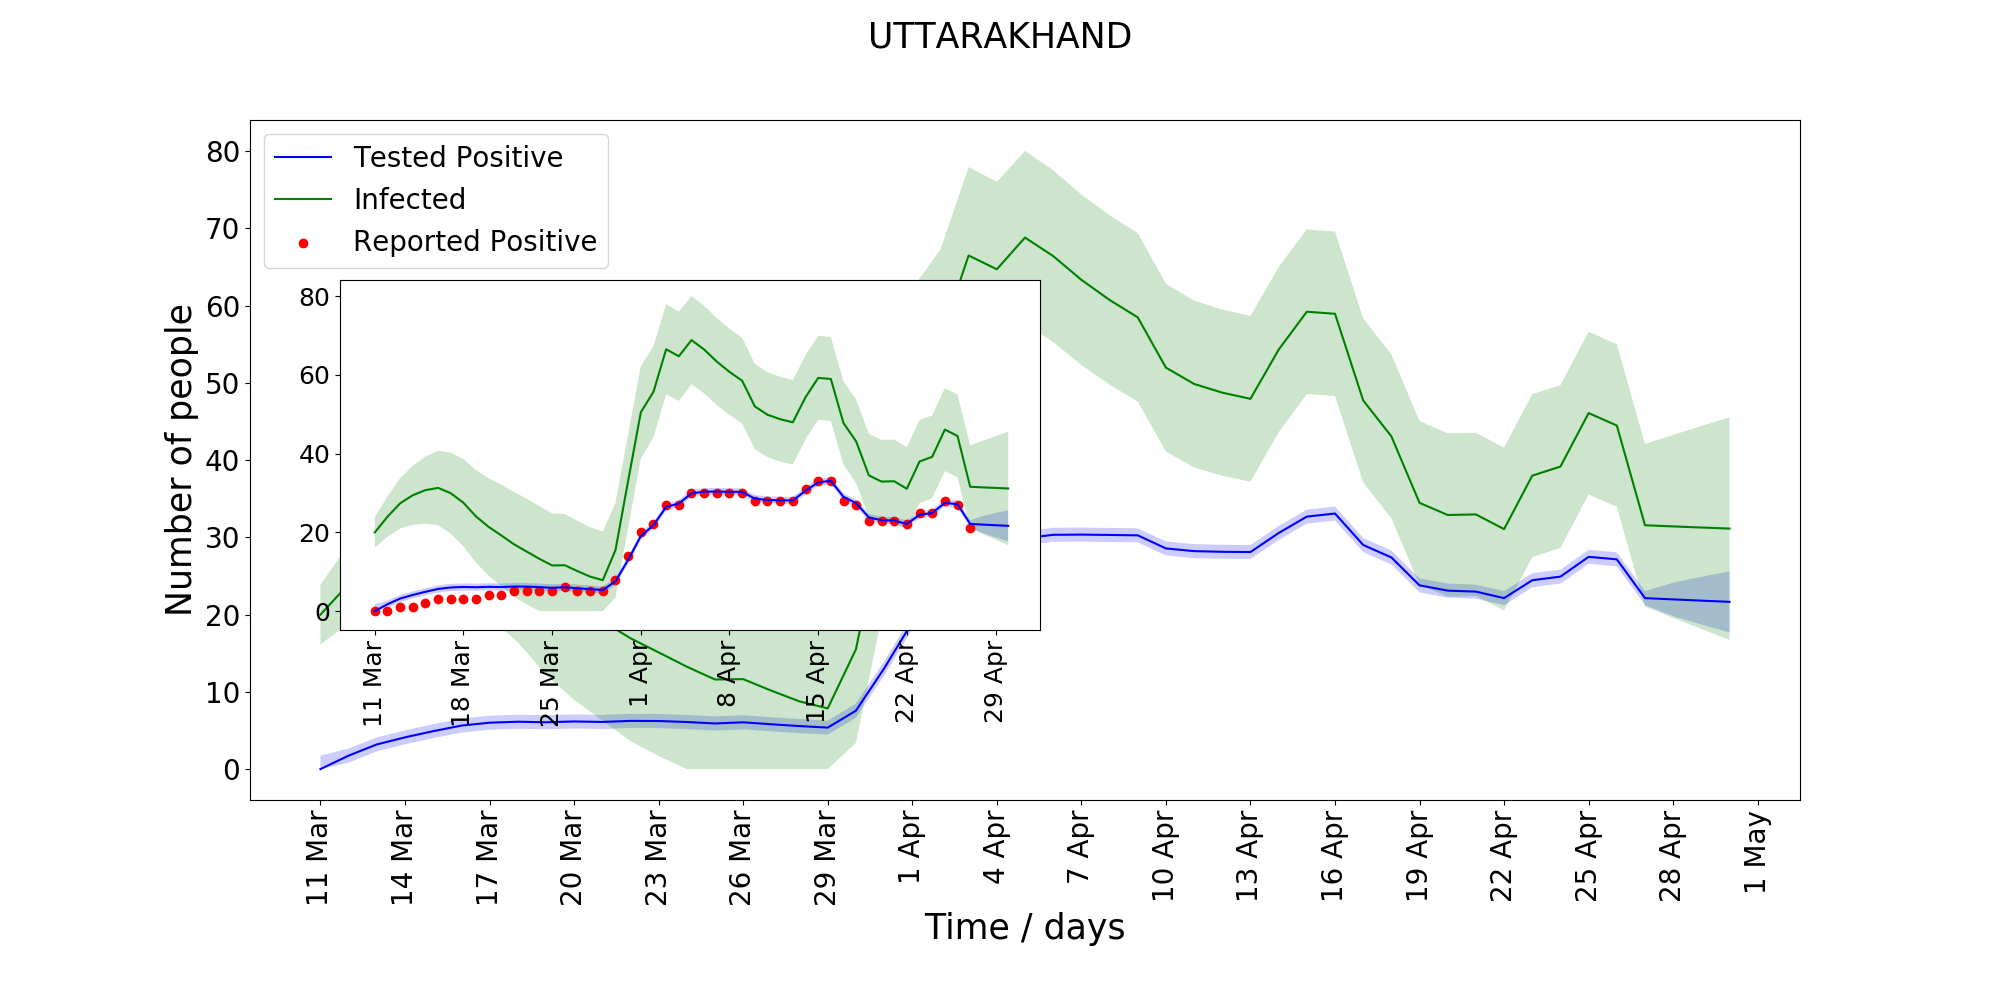 UTTARAKHAND
Tested Positive
Infected
Reported Positive
Number of people
80
70
60
50
40
30
20
10
0
80
60
40
20
0
11 Mar
18 Mar
25 Mar
1 Apr
8 Apr
15 Apr
22 Apr
29 Apr
11 Mar
14 Mar
17 Mar
20 Mar
23 Mar
26 Mar
29 Mar
1 Apr
4 Apr
7 Apr
10 Apr
13 Apr
16 Apr
19 Apr
22 Apr
25 Apr
28 Apr
1 May
Time / days